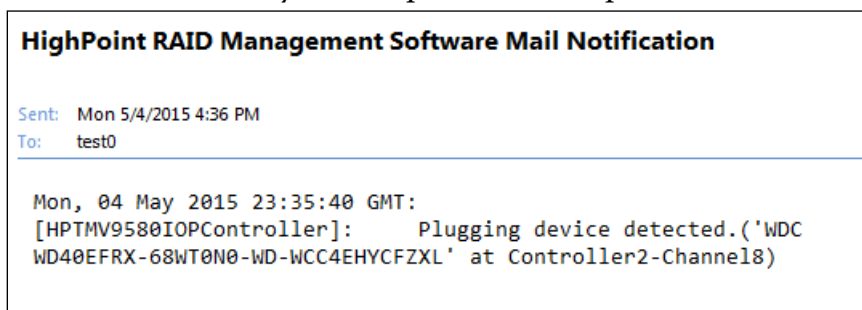 HighPoint RAID Management Software Mail Notification
Sent: Mon 5/4/2015 4:36 PM
To: test0
Mon, 04 May 2015 23:35:40 GMT:
[HPTMV9580IOPController]: Plugging device detected.('WDC
WD40EFRX-68WT0N0-WD-WCC4EHYCFZXL' at Controller2-Channel8)